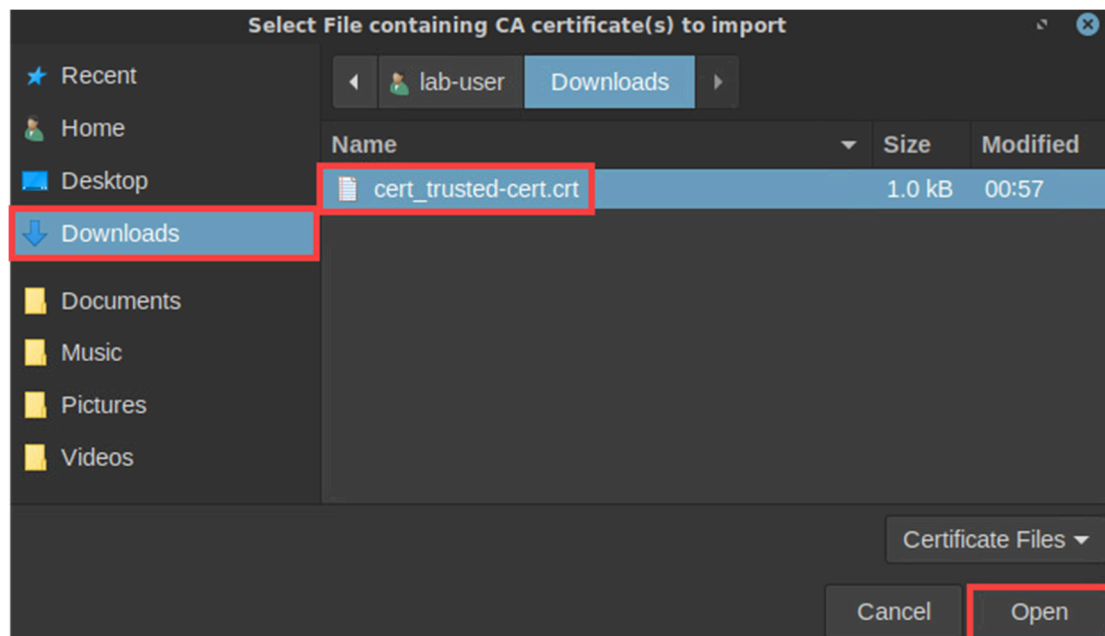 Select File containing CA certificate(s) to import
Recent
Home
Desktop
Downloads
Documents
Music
Pictures
Videos
lab-user Downloads
Name Size Modified
cert_trusted-cert.crt 1.0 kB 00:57
Certificate Files
Cancel Open